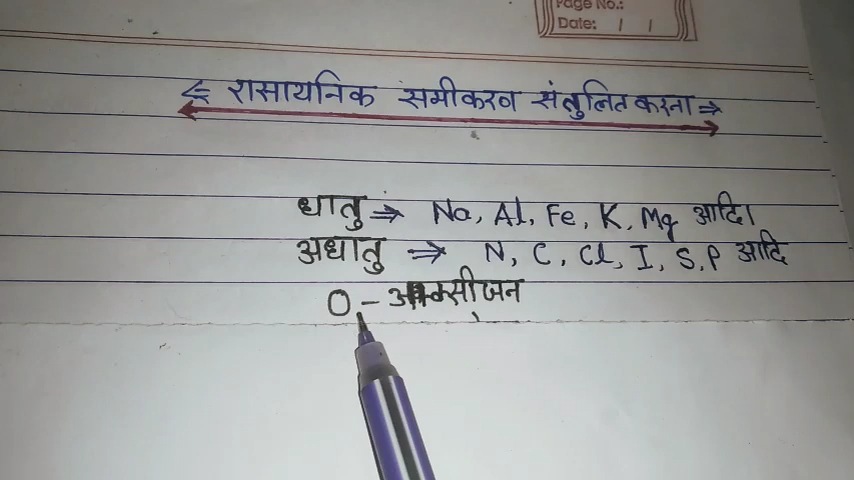 Page No.:
Date: / /
⇐ रासायनिक समीकरण संतुलित करना ⇒
धातु ⇒ Na, Al, Fe, K, Mg आदि।
अधातु ⇒ N, C, Cl, I, S, P आदि
O - ऑक्सीजन